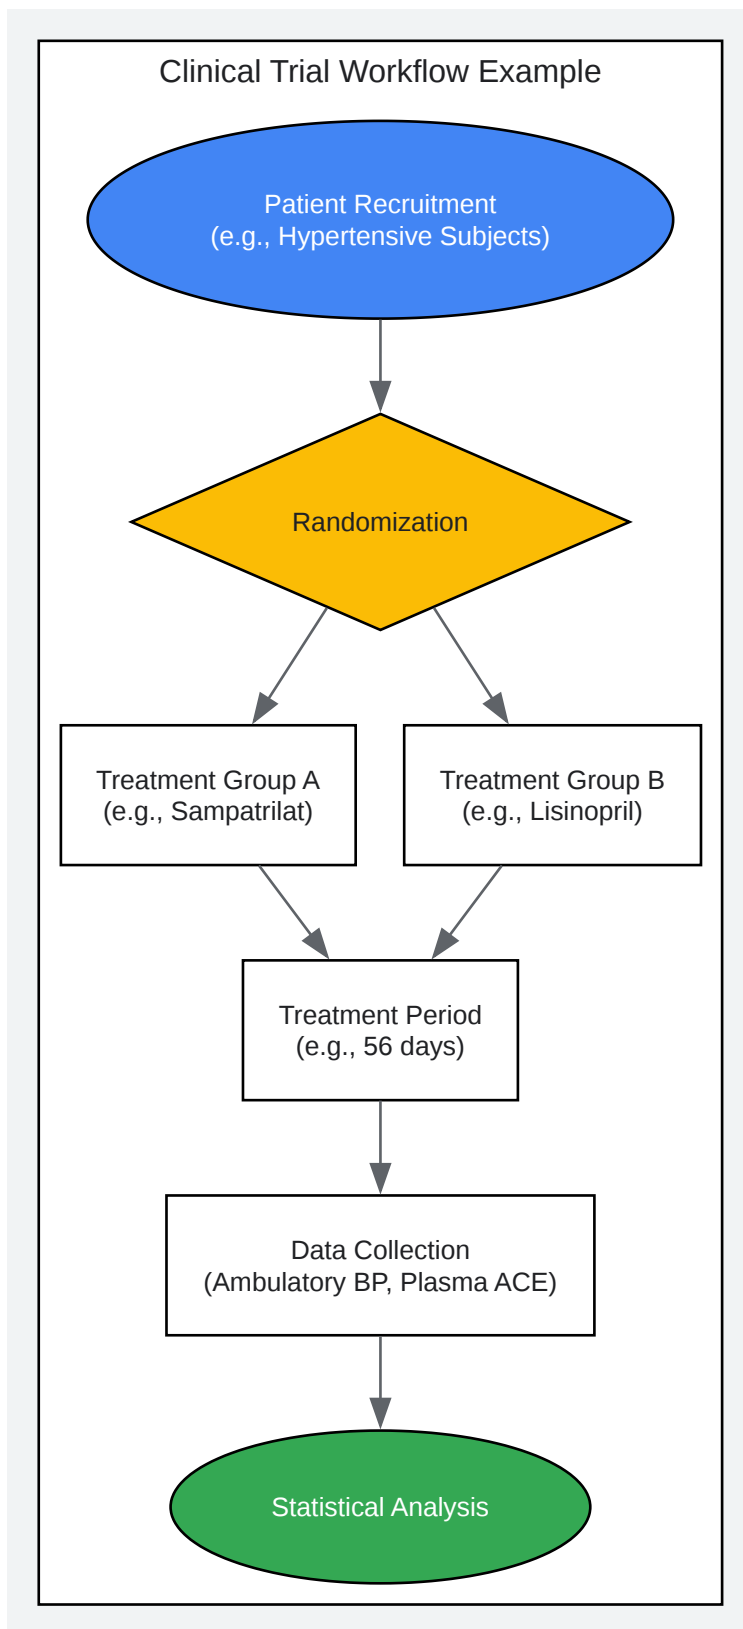 Clinical Trial Workflow Example
Patient Recruitment
(e.g., Hypertensive Subjects)
Randomization
Treatment Group A
(e.g., Sampatrilat)
Treatment Group B
(e.g., Lisinopril)
Treatment Period
(e.g., 56 days)
Data Collection
(Ambulatory BP, Plasma ACE)
Statistical Analysis